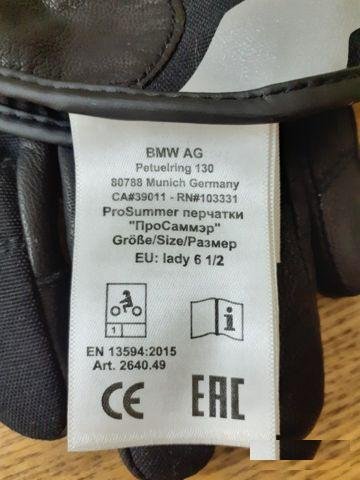 BMW AG
Petuelring 130
80788 Munich Germany
CA#39011 - RN#103331
ProSummer перчатки
"ПроСаммэр"
Größe/Size/Размер
EU: lady 6 1/2
1
EN 13594:2015
Art. 2640.49
CE EAC